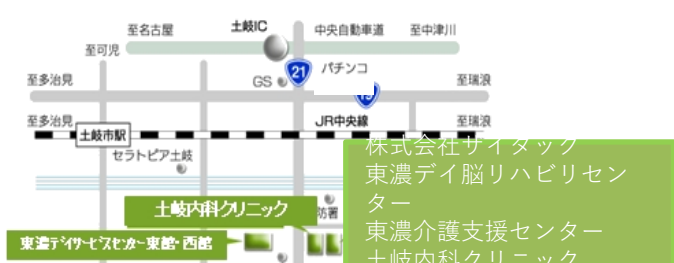 至名古屋
土岐IC
中央自動車道
至中津川
至可児
至多治見
GS
21
パチンコ
19
至瑞浪
至多治見
JR中央線
至瑞浪
土岐市駅
セラトピア土岐
土岐内科クリニック
防署
東濃デイサービスセンター東館・西館
株式会社サイタック
東濃デイ脳リハビリセン
ター
東濃介護支援センター
土岐内科クリニック